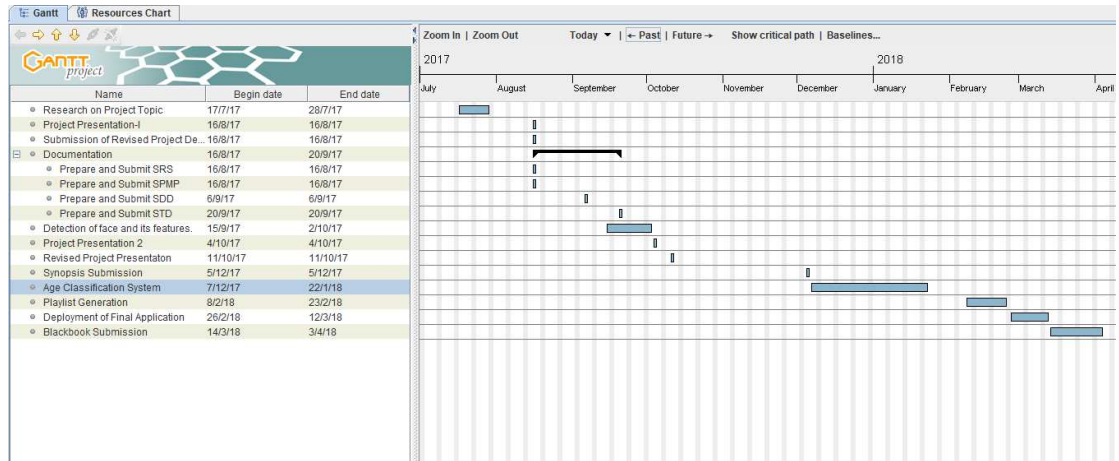 Gantt Resources Chart
Zoom In | Zoom Out Today | ← Past | Future → Show critical path | Baselines...
GANTT project
2017 2018
Name Begin date End date
July August September October November December January February March April
Research on Project Topic 17/7/17 28/7/17
Project Presentation-I 16/8/17 16/8/17
Submission of Revised Project De... 16/8/17 16/8/17
Documentation 16/8/17 20/9/17
Prepare and Submit SRS 16/8/17 16/8/17
Prepare and Submit SPMP 16/8/17 16/8/17
Prepare and Submit SDD 6/9/17 6/9/17
Prepare and Submit STD 20/9/17 20/9/17
Detection of face and its features. 15/9/17 2/10/17
Project Presentation 2 4/10/17 4/10/17
Revised Project Presentaton 11/10/17 11/10/17
Synopsis Submission 5/12/17 5/12/17
Age Classification System 7/12/17 22/1/18
Playlist Generation 8/2/18 23/2/18
Deployment of Final Application 26/2/18 12/3/18
Blackbook Submission 14/3/18 3/4/18